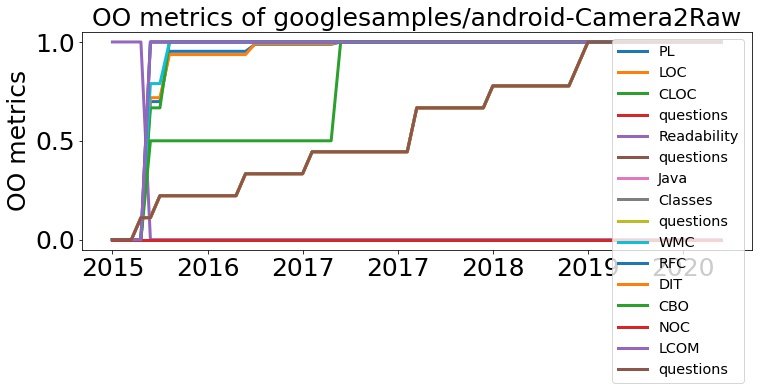 OO metrics of googlesamples/android-Camera2Raw
OO metrics
1.0
0.5
0.0
2015
2016
2017
2017
2018
2019
2020
PL
LOC
CLOC
questions
Readability
questions
Java
Classes
questions
WMC
RFC
DIT
CBO
NOC
LCOM
questions